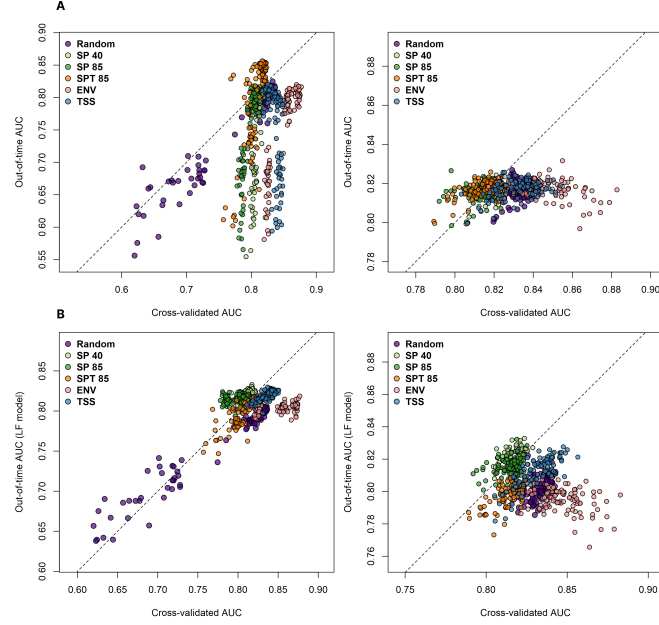 A
Out-of-time AUC
0.90
0.85
0.80
0.75
0.70
0.65
0.60
0.55
Random
SP 40
SP 85
SPT 85
ENV
TSS
0.6
0.7
0.8
0.9
Cross-validated AUC
Out-of-time AUC
0.88
0.86
0.84
0.82
0.80
0.78
Random
SP 40
SP 85
SPT 85
ENV
TSS
0.78
0.80
0.82
0.84
0.86
0.88
0.90
Cross-validated AUC
B
Out-of-time AUC (LF model)
0.85
0.80
0.75
0.70
0.65
0.60
Random
SP 40
SP 85
SPT 85
ENV
TSS
0.60
0.65
0.70
0.75
0.80
0.85
0.90
Cross-validated AUC
Out-of-time AUC (LF model)
0.88
0.86
0.84
0.82
0.80
0.78
0.76
Random
SP 40
SP 85
SPT 85
ENV
TSS
0.75
0.80
0.85
0.90
Cross-validated AUC